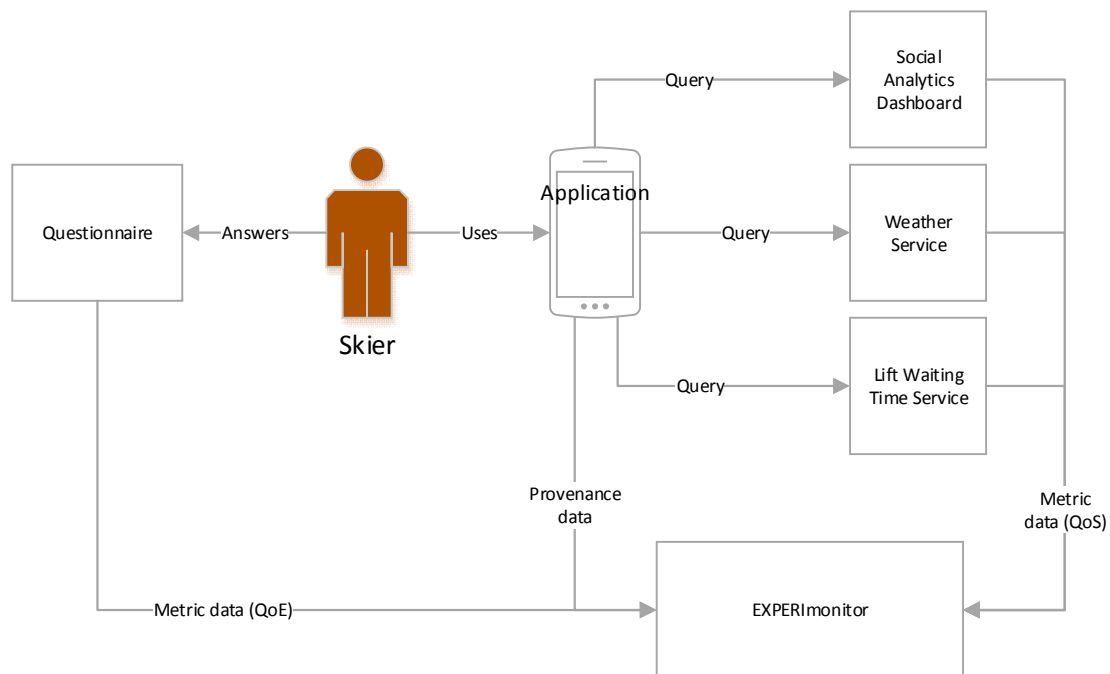 Social
Analytics
Dashboard
Query
Application
Questionnaire
Answers
Uses
Query
Weather
Service
Skier
Query
Lift Waiting
Time Service
Provenance
data
Metric
data (QoS)
Metric data (QoE)
EXPERImonitor